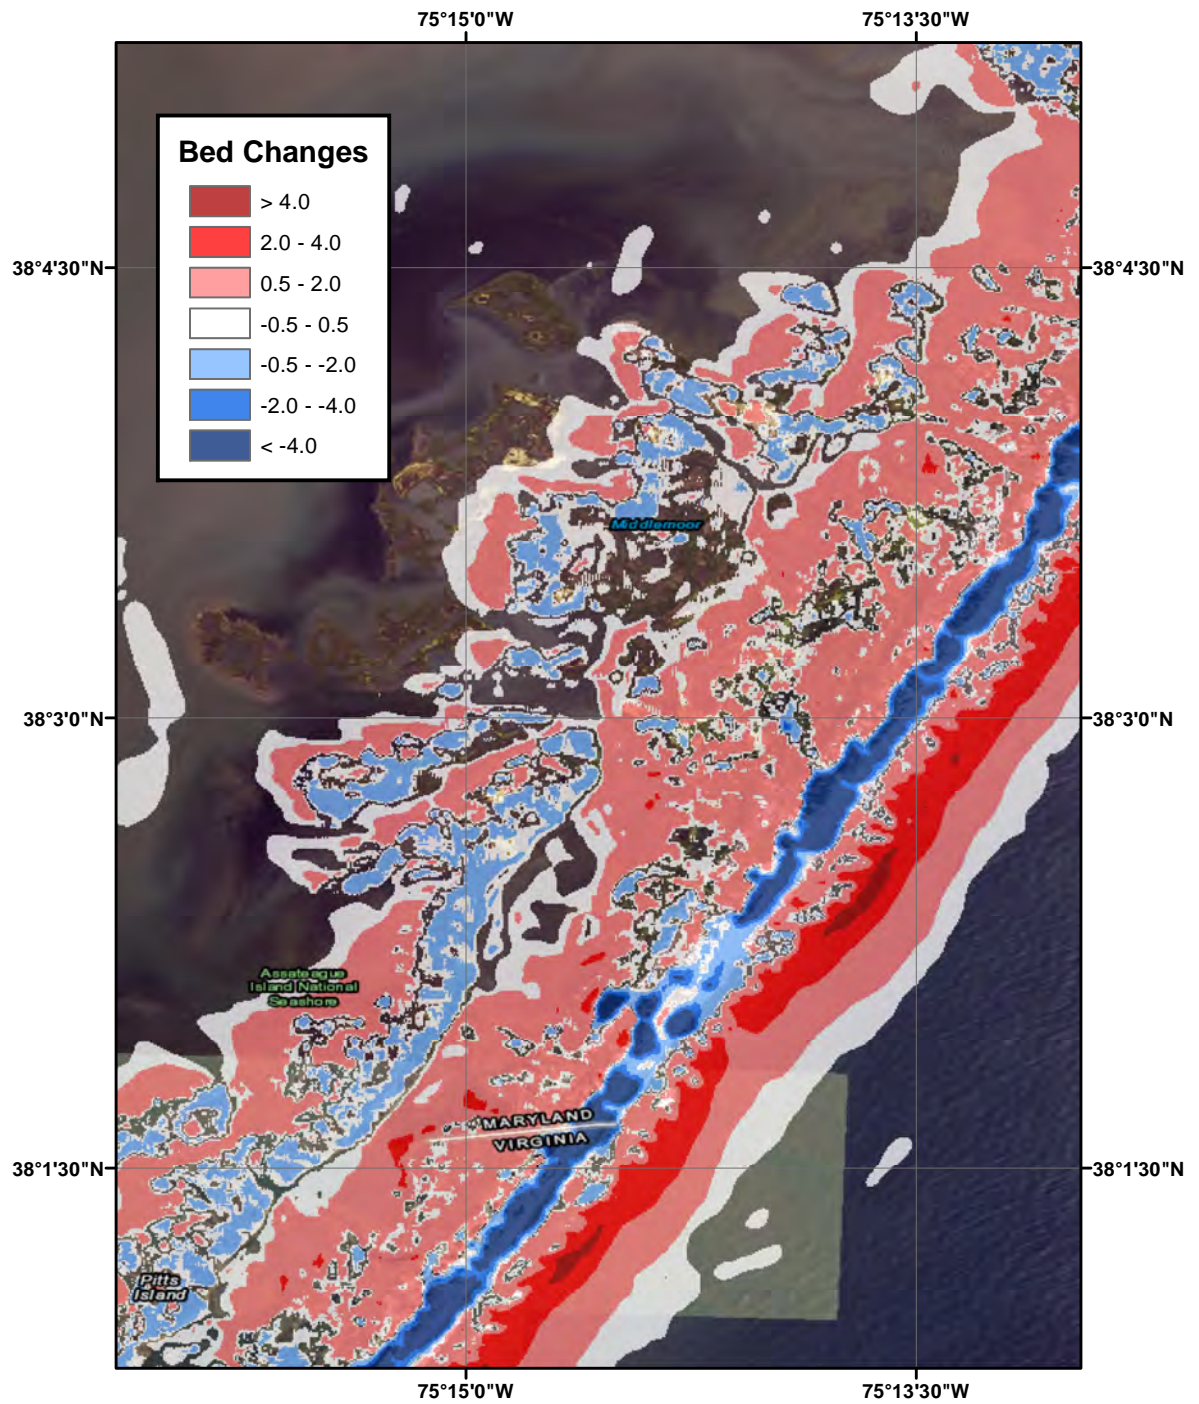 75°15'0"W 75°13'30"W
Bed Changes
> 4.0
2.0 - 4.0
0.5 - 2.0
-0.5 - 0.5
-0.5 - -2.0
-2.0 - -4.0
< -4.0
38°4'30"N 38°4'30"N
Middlemoor
38°3'0"N 38°3'0"N
Assateague
Island National
Seashore
MARYLAND
VIRGINIA
38°1'30"N 38°1'30"N
Pitts
Island
75°15'0"W 75°13'30"W